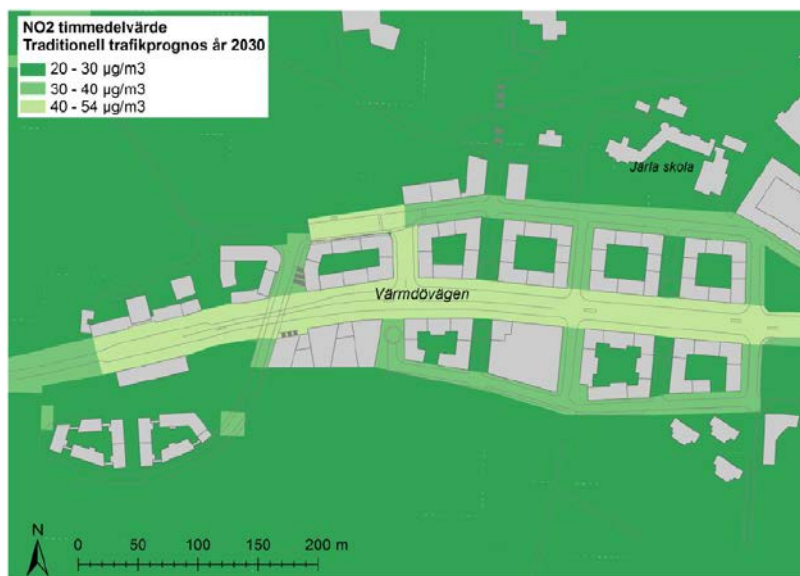 NO2 timmedelvärde
Traditionell trafikprognos år 2030
20 - 30 µg/m3
30 - 40 µg/m3
40 - 54 µg/m3
Järla skola
Värmdövägen
N
0 50 100 150 200 m